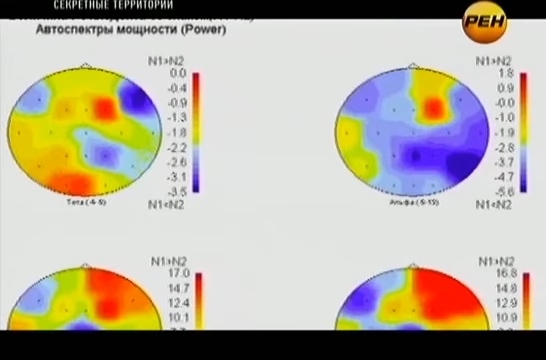 СЕКРЕТНЫЕ ТЕРРИТОРИИ
РЕН
Автоспектры мощности (Power)
N1>N2
0.0
-0.4
-0.9
-1.3
-1.8
-2.2
-2.6
-3.1
-3.5
N1<N2
Тета (4-8)
N1>N2
1.8
0.9
0.0
-1.0
-1.9
-2.8
-3.7
-4.7
-5.6
N1<N2
Альфа (8-13)
N1>N2
17.0
14.7
12.4
10.1
N1>N2
16.8
14.8
12.9
10.9